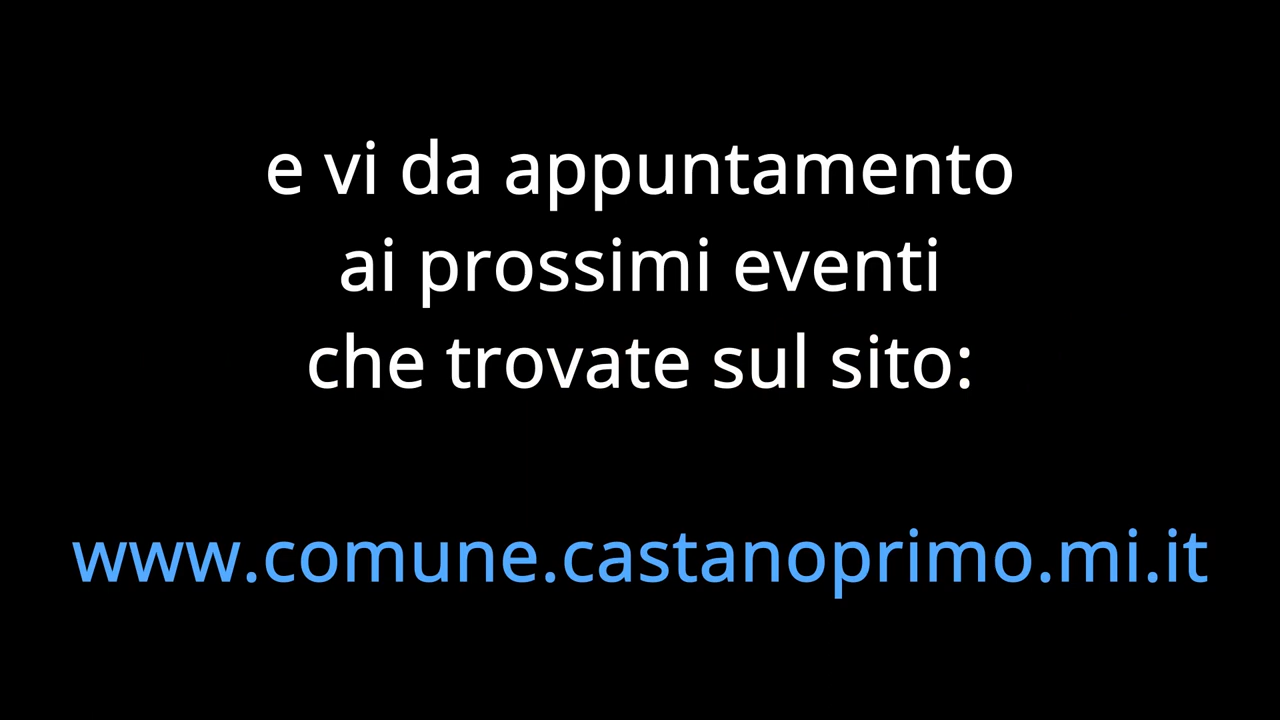 e vi da appuntamento
ai prossimi eventi
che trovate sul sito:
www.comune.castanoprimo.mi.it